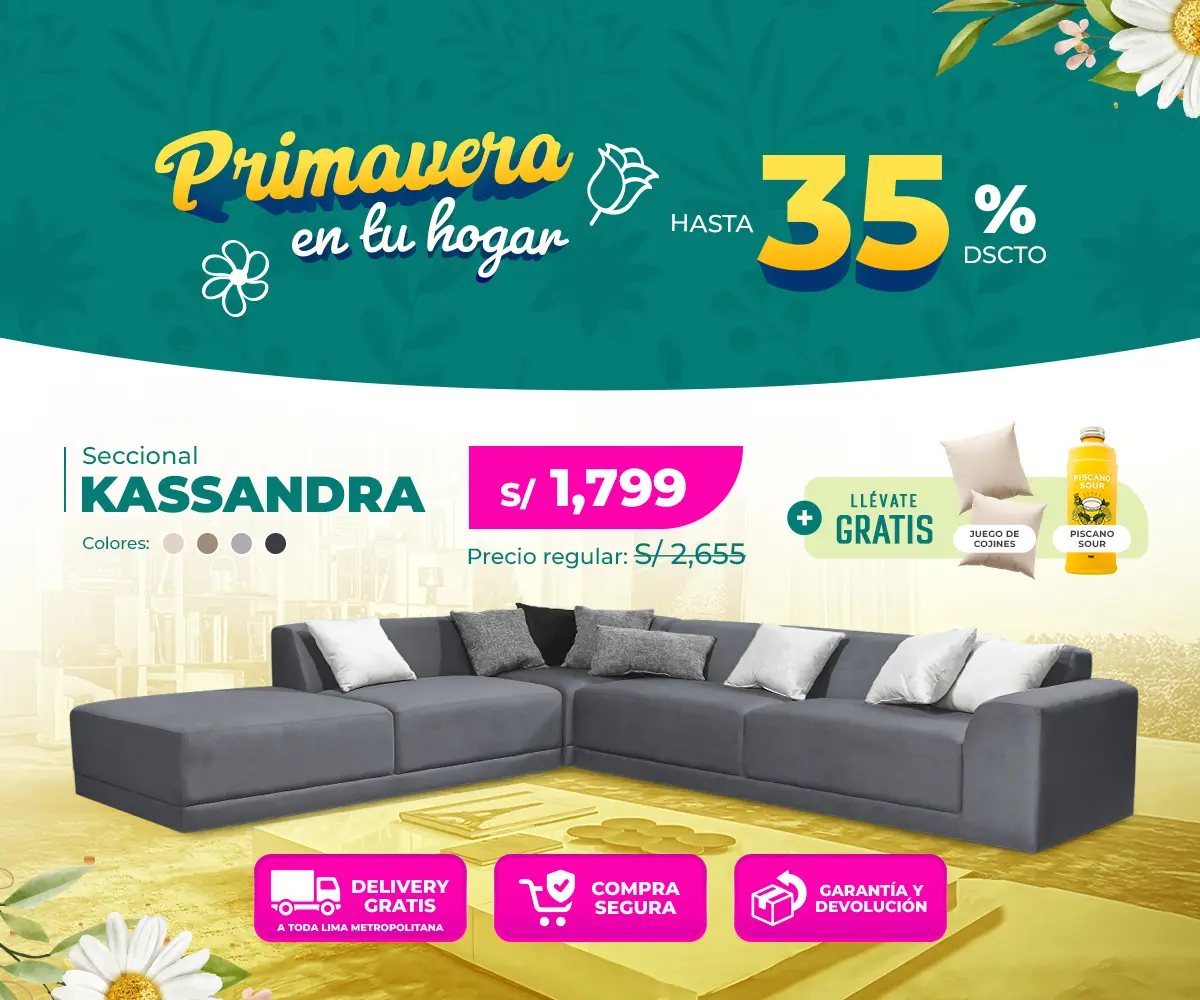 Primavera
en tu hogar
HASTA
35
%
DSCTO
Seccional
KASSANDRA
Colores:
S/ 1,799
Precio regular: S/ 2,655
+
LLÉVATE
GRATIS
JUEGO DE
COJINES
PISCANO
SOUR
PISCANO
SOUR
DELIVERY
GRATIS
A TODA LIMA METROPOLITANA
COMPRA
SEGURA
GARANTÍA Y
DEVOLUCIÓN